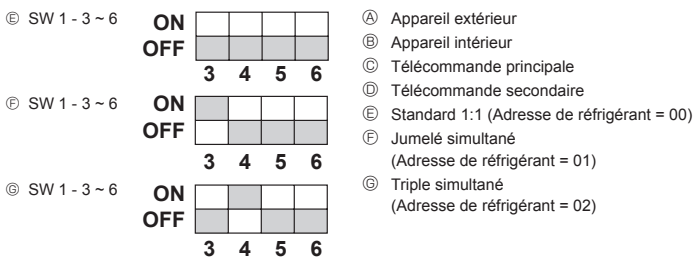 Ⓔ SW 1 - 3 ~ 6
ON
OFF
3 4 5 6
Ⓕ SW 1 - 3 ~ 6
ON
OFF
3 4 5 6
Ⓖ SW 1 - 3 ~ 6
ON
OFF
3 4 5 6
Ⓐ Appareil extérieur
Ⓑ Appareil intérieur
Ⓒ Télécommande principale
Ⓓ Télécommande secondaire
Ⓔ Standard 1:1 (Adresse de réfrigérant = 00)
Ⓕ Jumelé simultané
(Adresse de réfrigérant = 01)
Ⓖ Triple simultané
(Adresse de réfrigérant = 02)